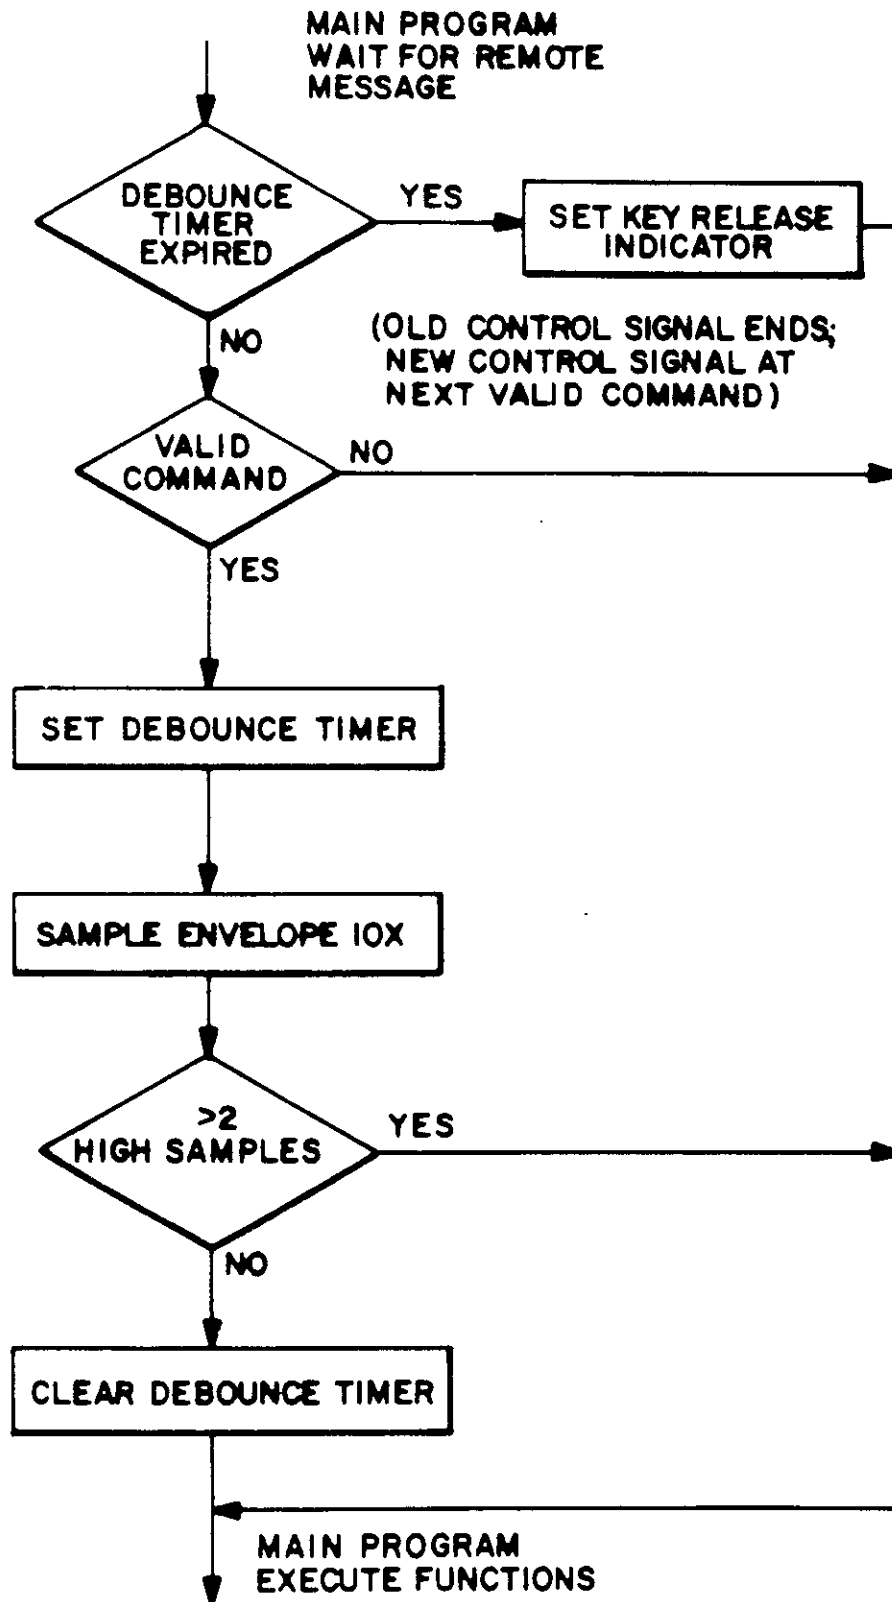 MAIN PROGRAM
WAIT FOR REMOTE
MESSAGE
DEBOUNCE
TIMER
EXPIRED
YES
SET KEY RELEASE
INDICATOR
NO
(OLD CONTROL SIGNAL ENDS;
NEW CONTROL SIGNAL AT
NEXT VALID COMMAND)
VALID
COMMAND
NO
YES
SET DEBOUNCE TIMER
SAMPLE ENVELOPE 10X
>2
HIGH SAMPLES
YES
NO
CLEAR DEBOUNCE TIMER
MAIN PROGRAM
EXECUTE FUNCTIONS